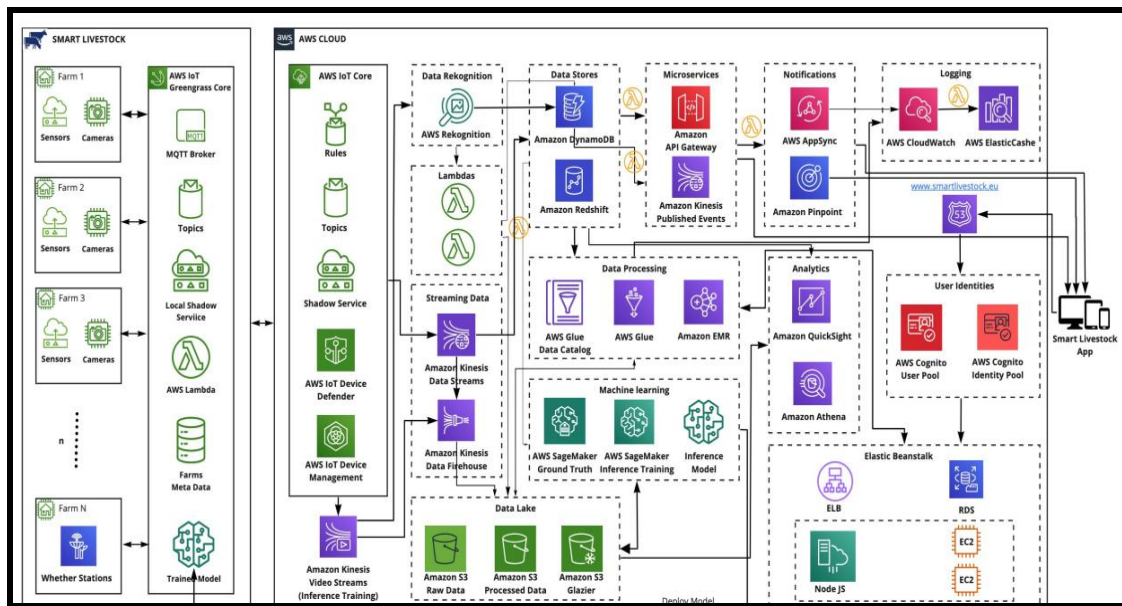 SMART LIVESTOCK
Farm 1
Sensors Cameras
Farm 2
Sensors Cameras
Farm 3
Sensors Cameras
n
Farm N
Whether Stations
AWS IoT
Greengrass Core
MQTT
MQTT Broker
Topics
Local Shadow
Serviice
AWS Lambda
Farms
Meta Data
Trained Model
aws AWS CLOUD
AWS IoT Core
Rules
Topics
Shadow Service
AWS IoT Device
Defender
AWS IoT Device
Management
Amazon Kinesis
Video Streams
(Inference Training)
Data Rekognition
AWS Rekognition
Lambdas
Streaming Data
Amazon Kinesis
Data Streams
Amazon Kinesis
Data Firehouse
Data Stores
Amazon DynamoDB
Amazon Redshift
Microservices
Amazon
API Gateway
Amazon Kinesis
Published Events
Notifications
AWS AppSync
Amazon Pinpoint
Logging
AWS CloudWatch
AWS ElasticCashe
www.smartlivestock.eu
53
Data Processing
AWS Glue
Data Catalog
AWS Glue
Amazon EMR
Analytics
Amazon QuickSight
Amazon Athena
User Identities
AWS Cognito
User Pool
AWS Cognito
Identity Pool
Smart Livestock
App
Machine learning
AWS SageMaker
Ground Truth
AWS SageMaker
Inference Training
Inference
Model
Data Lake
Amazon S3
Raw Data
Amazon S3
Processed Data
Amazon S3
Glazier
Deploy Model
Elastic Beanstalk
ELB
RDS
Node JS
EC2
EC2